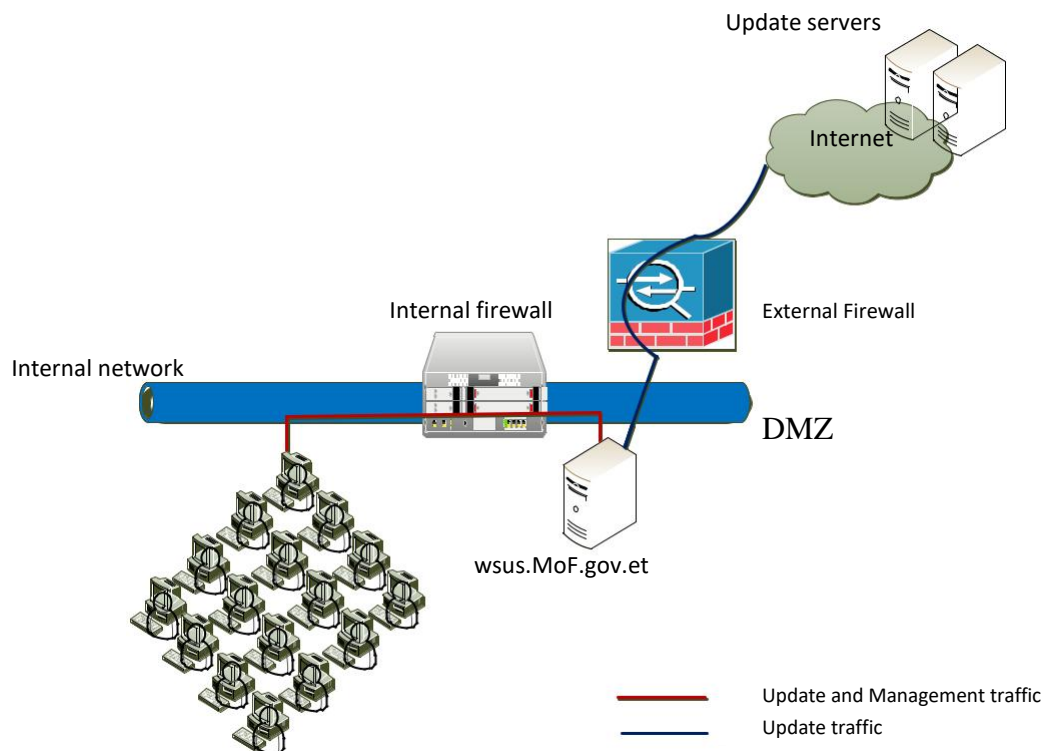 Update servers
Internet
Internal firewall
External Firewall
Internal network
DMZ
wsus.MoF.gov.et
Update and Management traffic
Update traffic